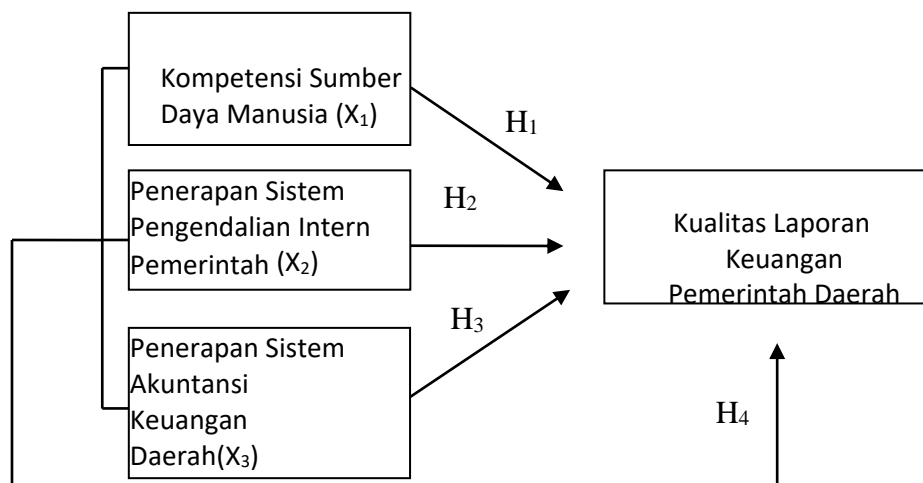 Kompetensi Sumber
Daya Manusia (X₁)
H₁
Penerapan Sistem
Pengendalian Intern
Pemerintah (X₂)
H₂
Penerapan Sistem
Akuntansi
Keuangan
Daerah(X₃)
H₃
Kualitas Laporan
Keuangan
Pemerintah Daerah
H₄